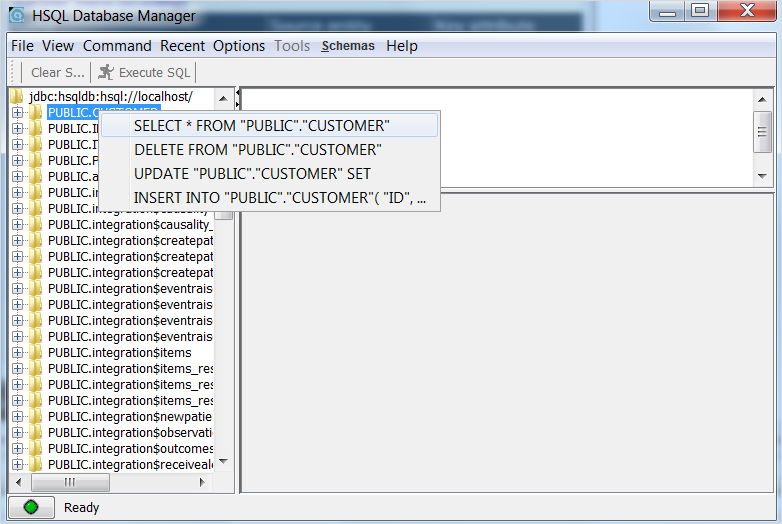 HSQL Database Manager
File View Command Recent Options Tools Schemas Help
Clear S... Execute SQL
jdbc:hsqldb:hsql://localhost/
PUBLIC.CUSTOMER
SELECT * FROM "PUBLIC"."CUSTOMER"
DELETE FROM "PUBLIC"."CUSTOMER"
UPDATE "PUBLIC"."CUSTOMER" SET
INSERT INTO "PUBLIC"."CUSTOMER"( "ID", ...
PUBLIC.I
PUBLIC.IT
PUBLIC.P
PUBLIC.a
PUBLIC.in
PUBLIC.integration$causality
PUBLIC.integration$causality_
PUBLIC.integration$createpat
PUBLIC.integration$createpat
PUBLIC.integration$createpat
PUBLIC.integration$eventrais
PUBLIC.integration$eventrais
PUBLIC.integration$eventrais
PUBLIC.integration$eventrais
PUBLIC.integration$items
PUBLIC.integration$items_res
PUBLIC.integration$items_res
PUBLIC.integration$items_res
PUBLIC.integration$newpatie
PUBLIC.integration$observati
PUBLIC.integration$outcomes
PUBLIC.integration$receiveal
Ready